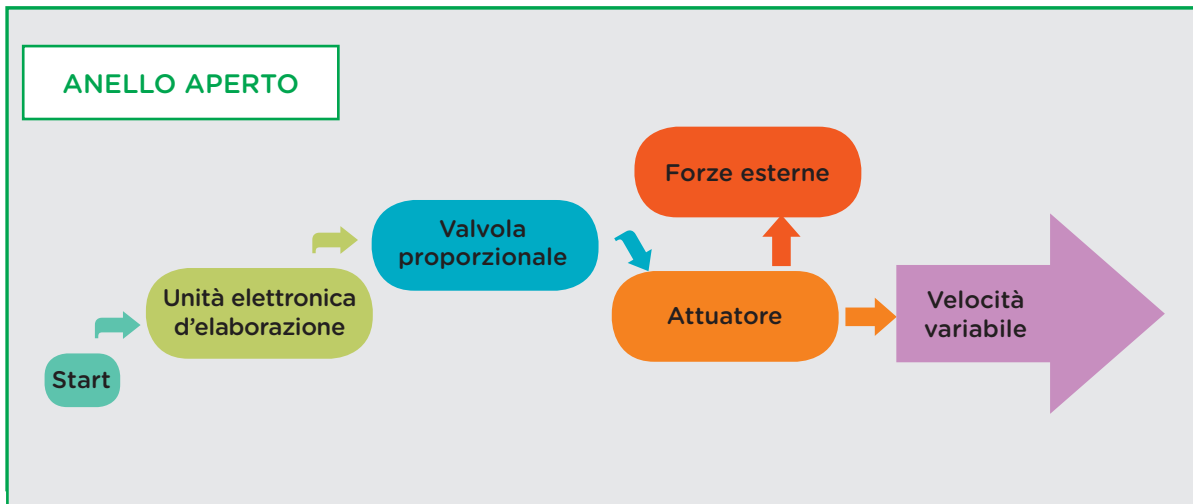 ANELLO APERTO
Start
Unità elettronica
d'elaborazione
Valvola
proporzionale
Forze esterne
Attuatore
Velocità
variabile